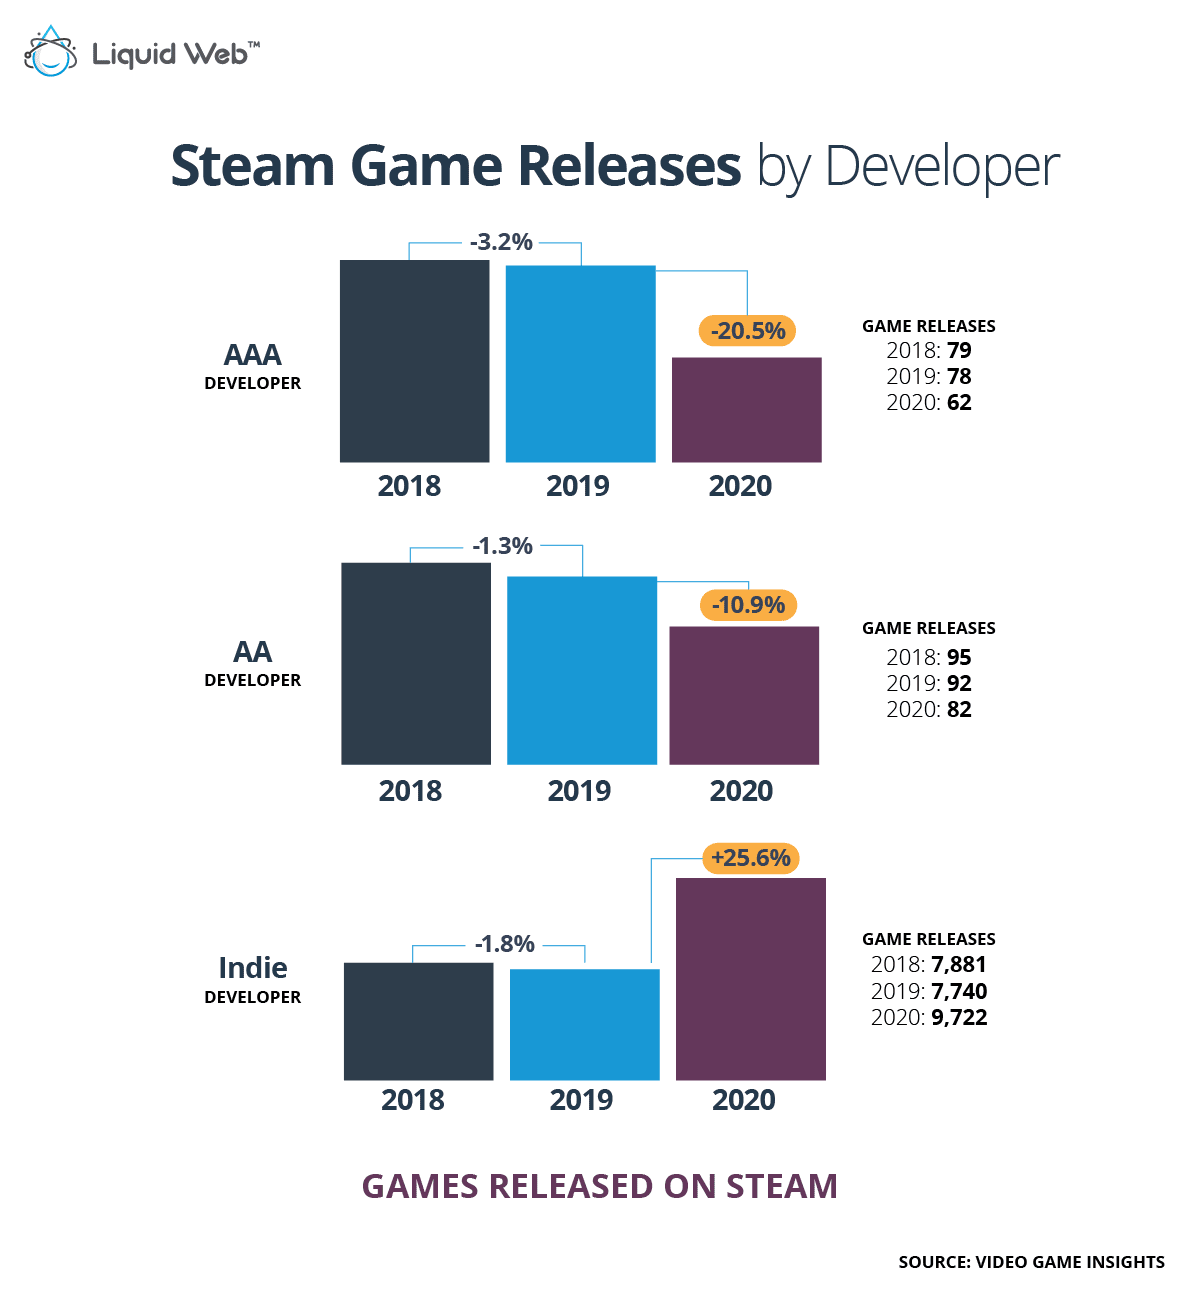 Liquid Web™
Steam Game Releases by Developer
-3.2%
-20.5%
AAA
DEVELOPER
2018
2019
2020
GAME RELEASES
2018: 79
2019: 78
2020: 62
-1.3%
-10.9%
AA
DEVELOPER
2018
2019
2020
GAME RELEASES
2018: 95
2019: 92
2020: 82
-1.8%
+25.6%
Indie
DEVELOPER
2018
2019
2020
GAME RELEASES
2018: 7,881
2019: 7,740
2020: 9,722
GAMES RELEASED ON STEAM
SOURCE: VIDEO GAME INSIGHTS